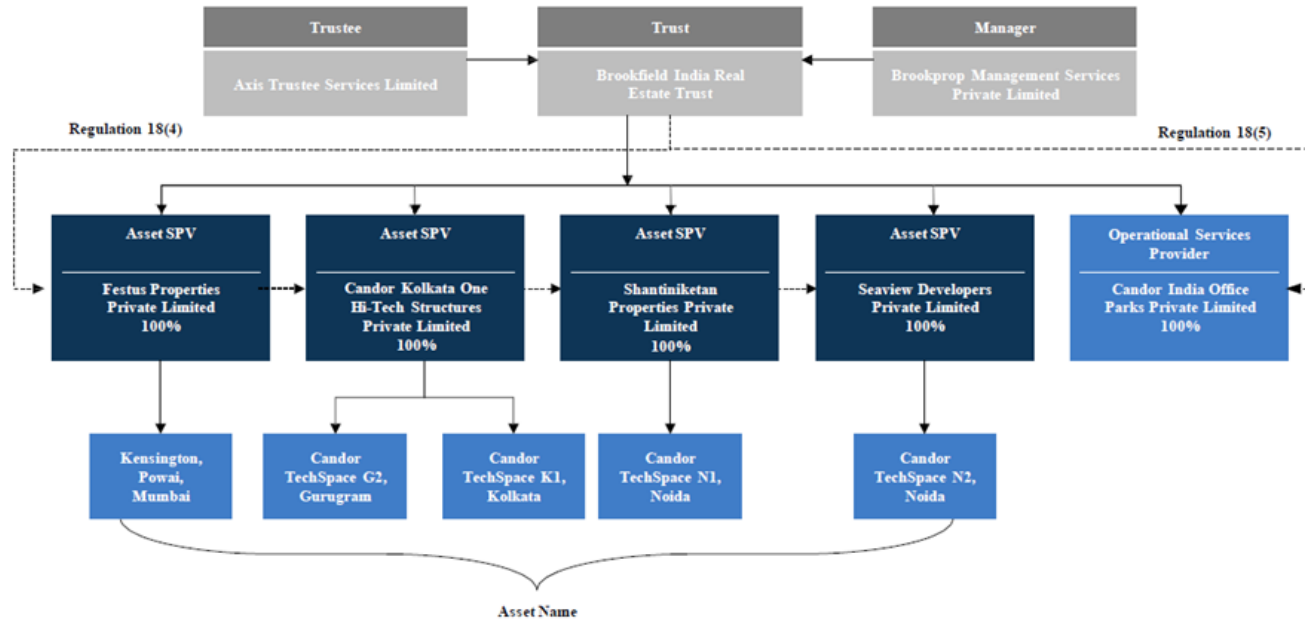 Trustee
Axis Trustee Services Limited
Trust
Brookfield India Real
Estate Trust
Manager
Brookprop Management Services
Private Limited
Regulation 18(4)
Regulation 18(5)
Asset SPV
Festus Properties
Private Limited
100%
Asset SPV
Candor Kolkata One
Hi-Tech Structures
Private Limited
100%
Asset SPV
Shantiniketan
Properties Private
Limited
100%
Asset SPV
Seaview Developers
Private Limited
100%
Operational Services
Provider
Candor India Office
Parks Private Limited
100%
Kensington,
Powai,
Mumbai
Candor
TechSpace G2,
Gurugram
Candor
TechSpace K1,
Kolkata
Candor
TechSpace N1,
Noida
Candor
TechSpace N2,
Noida
Asset Name